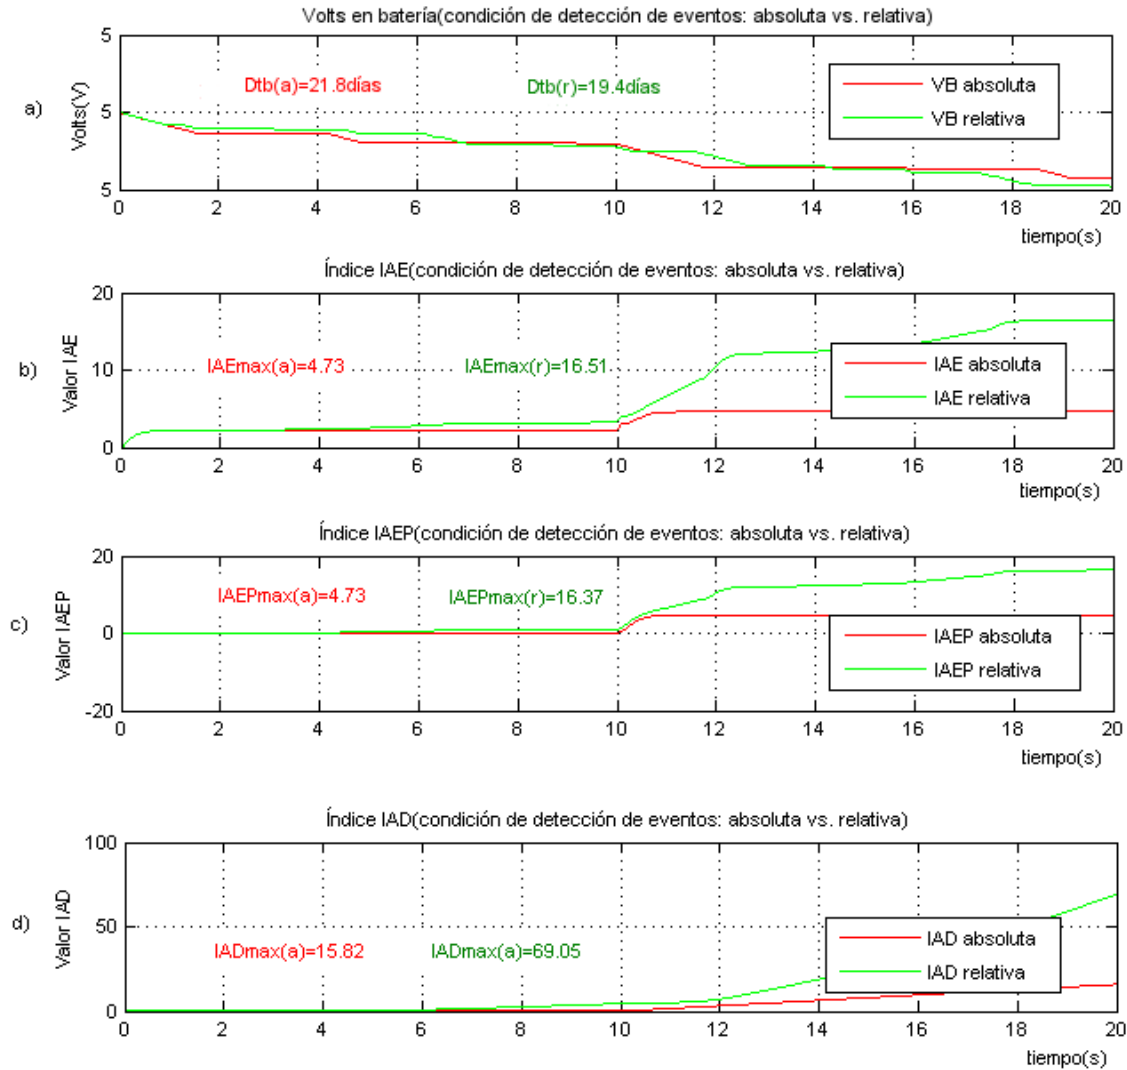 Volts en batería(condición de detección de eventos: absoluta vs. relativa)
a)
Volts(V)
5
5
5
Dtb(a)=21.8días
Dtb(r)=19.4días
VB absoluta
VB relativa
0 2 4 6 8 10 12 14 16 18 20
tiempo(s)
Índice IAE(condición de detección de eventos: absoluta vs. relativa)
b)
Valor IAE
20
10
0
IAEmax(a)=4.73
IAEmax(r)=16.51
IAE absoluta
IAE relativa
0 2 4 6 8 10 12 14 16 18 20
tiempo(s)
Índice IAEP(condición de detección de eventos: absoluta vs. relativa)
c)
Valor IAEP
20
0
-20
IAEPmax(a)=4.73
IAEPmax(r)=16.37
IAEP absoluta
IAEP relativa
0 2 4 6 8 10 12 14 16 18 20
tiempo(s)
Índice IAD(condición de detección de eventos: absoluta vs. relativa)
d)
Valor IAD
100
50
0
IADmax(a)=15.82
IADmax(r)=69.05
IAD absoluta
IAD relativa
0 2 4 6 8 10 12 14 16 18 20
tiempo(s)